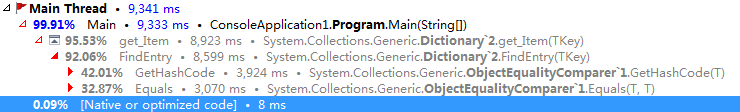 Main Thread • 9,341 ms
99.91% Main • 9,333 ms • ConsoleApplication1.Program.Main(String[])
95.53% get_Item • 8,923 ms • System.Collections.Generic.Dictionary`2.get_Item(TKey)
92.06% FindEntry • 8,599 ms • System.Collections.Generic.Dictionary`2.FindEntry(TKey)
42.01% GetHashCode • 3,924 ms • System.Collections.Generic.ObjectEqualityComparer`1.GetHashCode(T)
32.87% Equals • 3,070 ms • System.Collections.Generic.ObjectEqualityComparer`1.Equals(T, T)
0.09% [Native or optimized code] • 8 ms